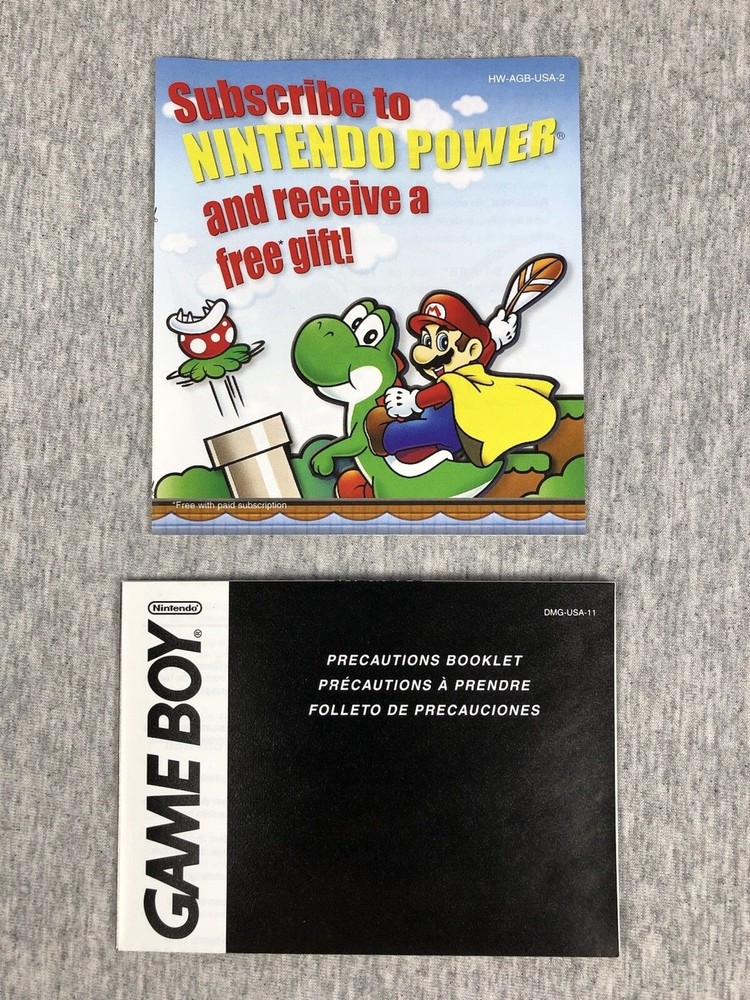 HW-AGB-USA-2
Subscribe to
NINTENDO POWER®
and receive a
free* gift!
M
*Free with paid subscription
Nintendo®
GAME BOY®
DMG-USA-11
PRECAUTIONS BOOKLET
PRÉCAUTIONS À PRENDRE
FOLLETO DE PRECAUCIONES